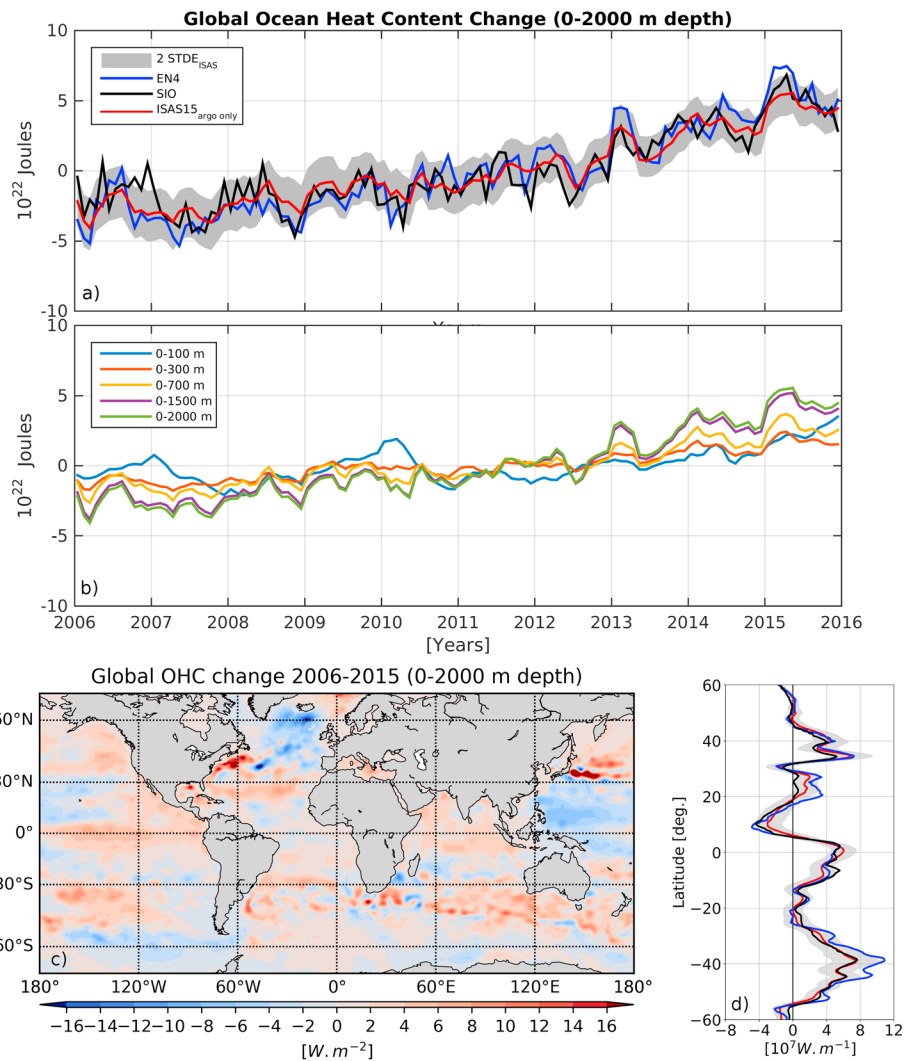 Global Ocean Heat Content Change (0-2000 m depth)
10
5
0
-5
-10
10²² Joules
2 STDE_ISAS
EN4
SIO
ISAS15_argo only
a)
10
5
0
-5
-10
10²² Joules
0-100 m
0-300 m
0-700 m
0-1500 m
0-2000 m
b)
2006 2007 2008 2009 2010 2011 2012 2013 2014 2015 2016
[Years]
Global OHC change 2006-2015 (0-2000 m depth)
0°
c)
180° 120°W 60°W 0° 60°E 120°E 180°
−16 −14 −12 −10 −8 −6 −4 −2 0 2 4 6 8 10 12 14 16
[W.m⁻²]
60
40
20
0
−20
−40
−60
Latitude [deg.]
d)
−8 −4 0 4 8 12
[10⁷W.m⁻¹]